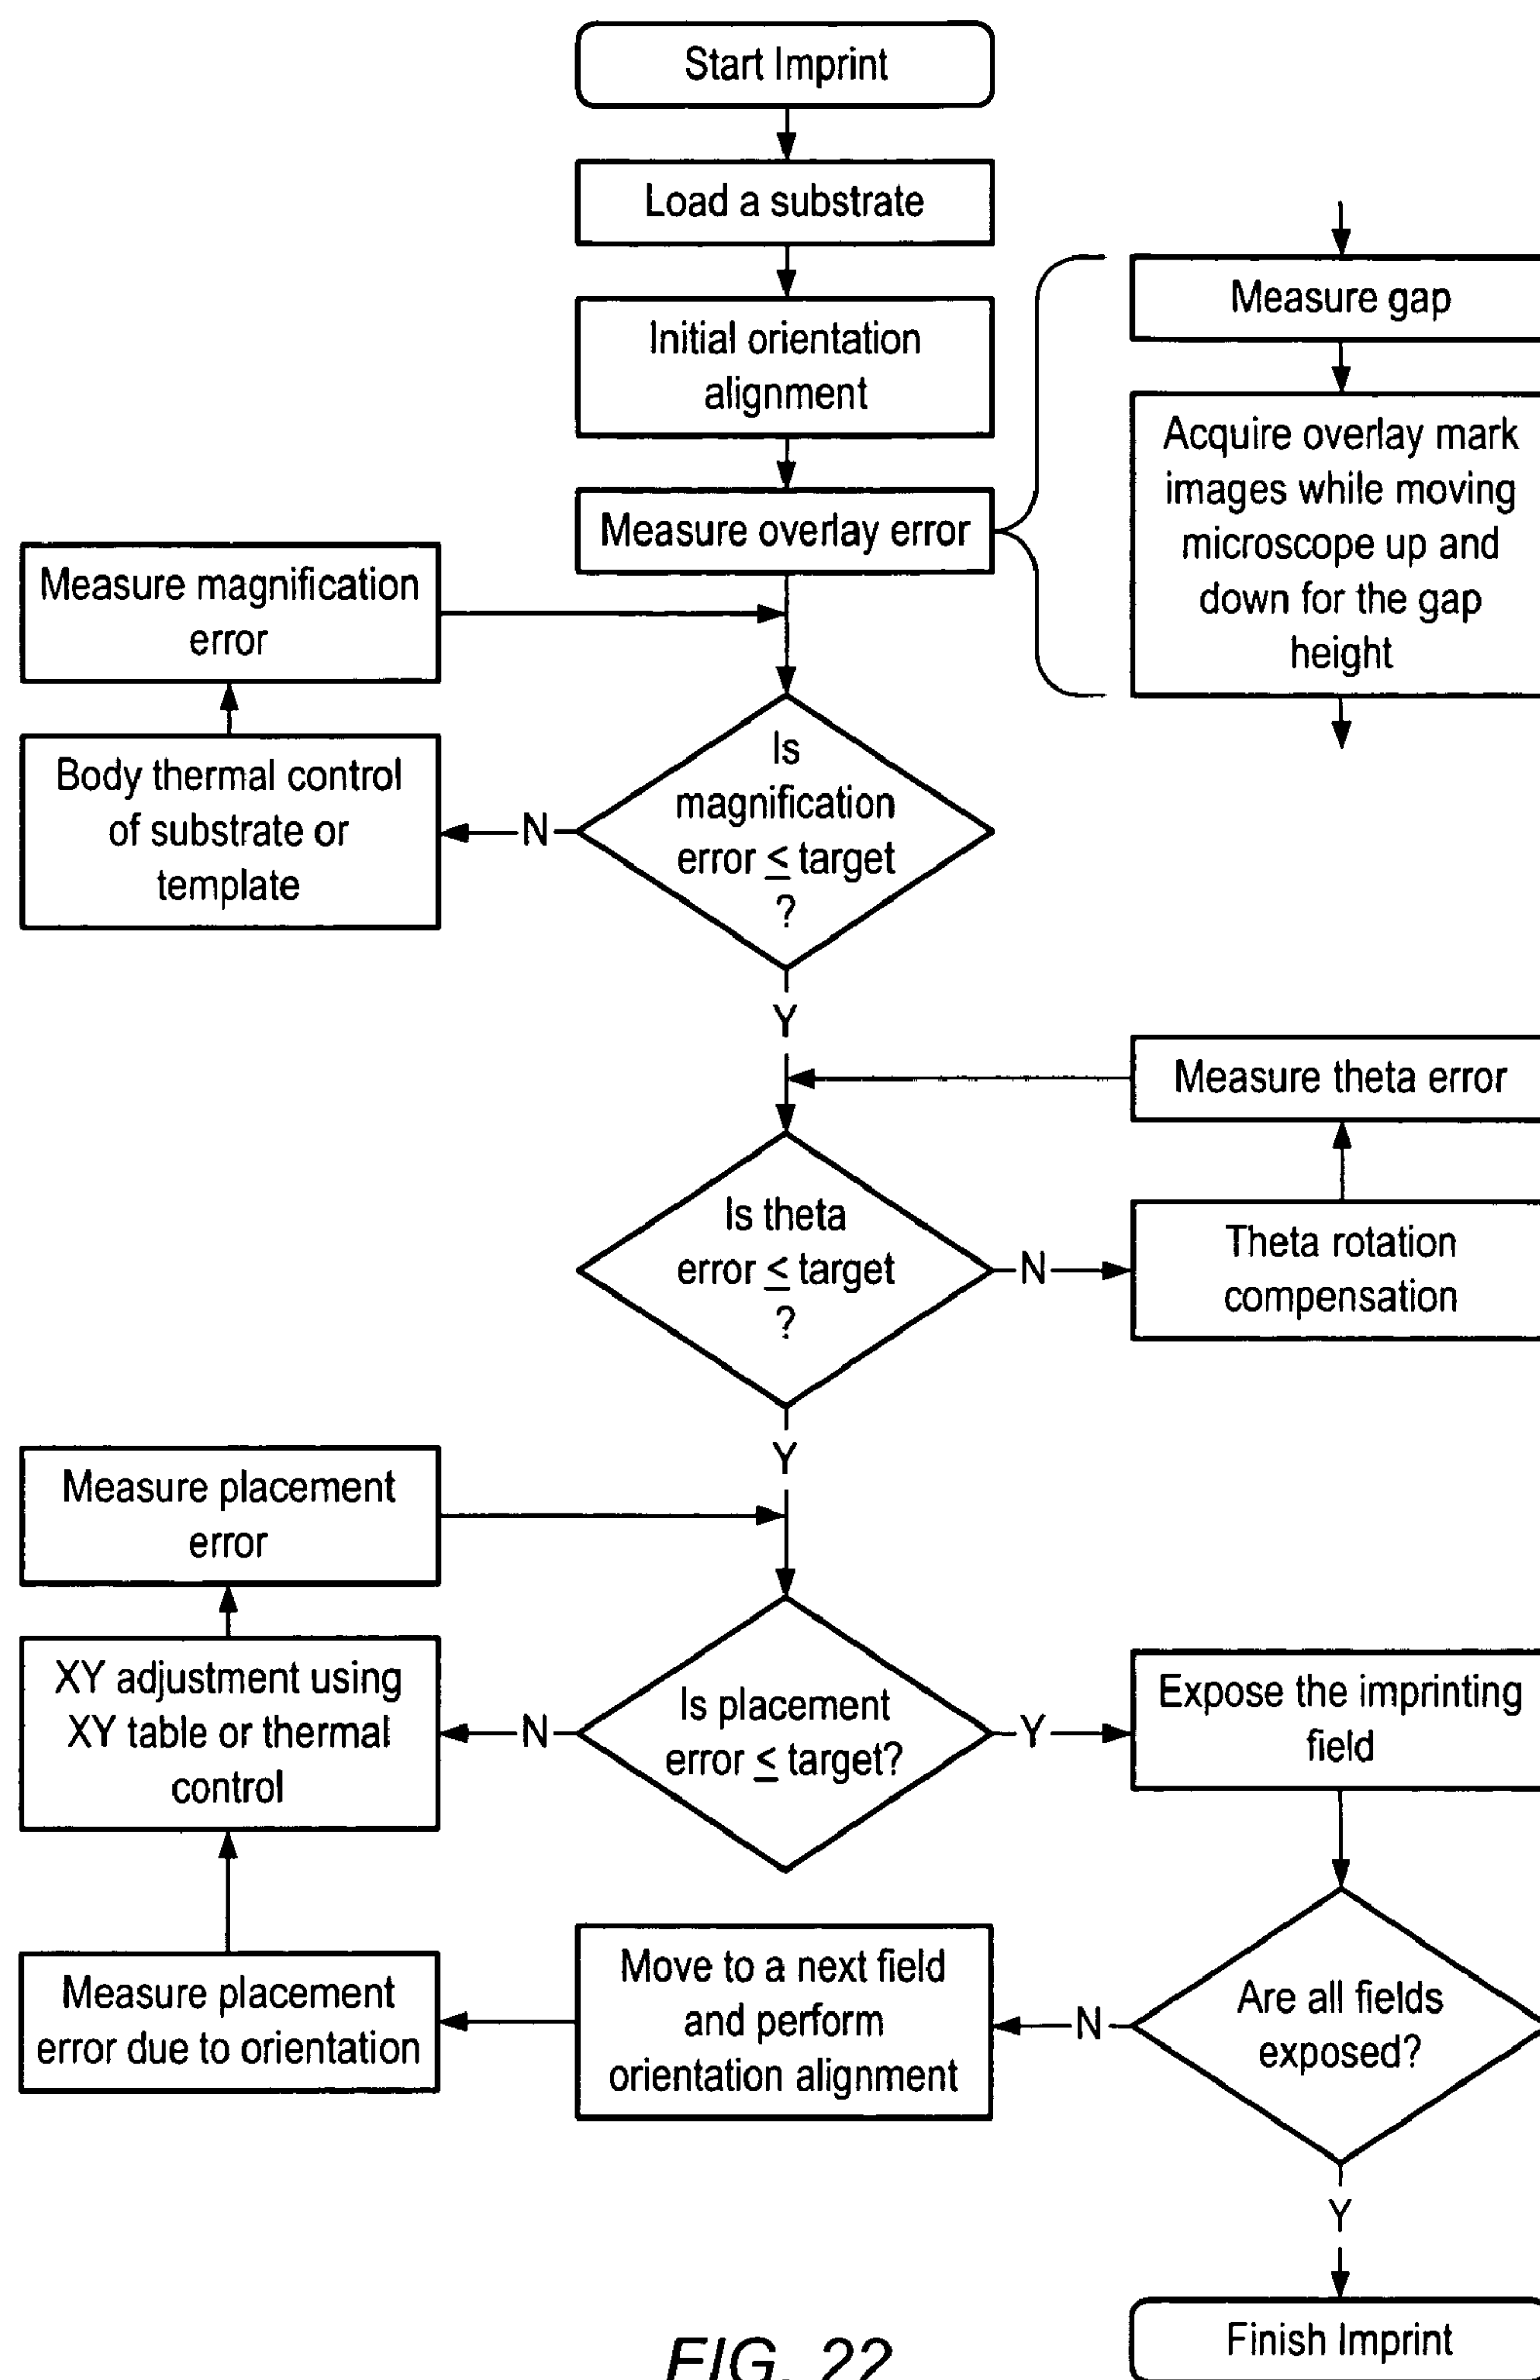 Start Imprint
Load a substrate
Initial orientation
alignment
Measure overlay error
Measure gap
Acquire overlay mark
images while moving
microscope up and
down for the gap
height
Measure magnification
error
Body thermal control
of substrate or
template
N
Is
magnification
error ≤ target
?
Y
Measure theta error
Is theta
error ≤ target
?
N
Theta rotation
compensation
Y
Measure placement
error
XY adjustment using
XY table or thermal
control
N
Is placement
error ≤ target?
Y
Expose the imprinting
field
Measure placement
error due to orientation
Move to a next field
and perform
orientation alignment
N
Are all fields
exposed?
Y
Finish Imprint
FIG. 22